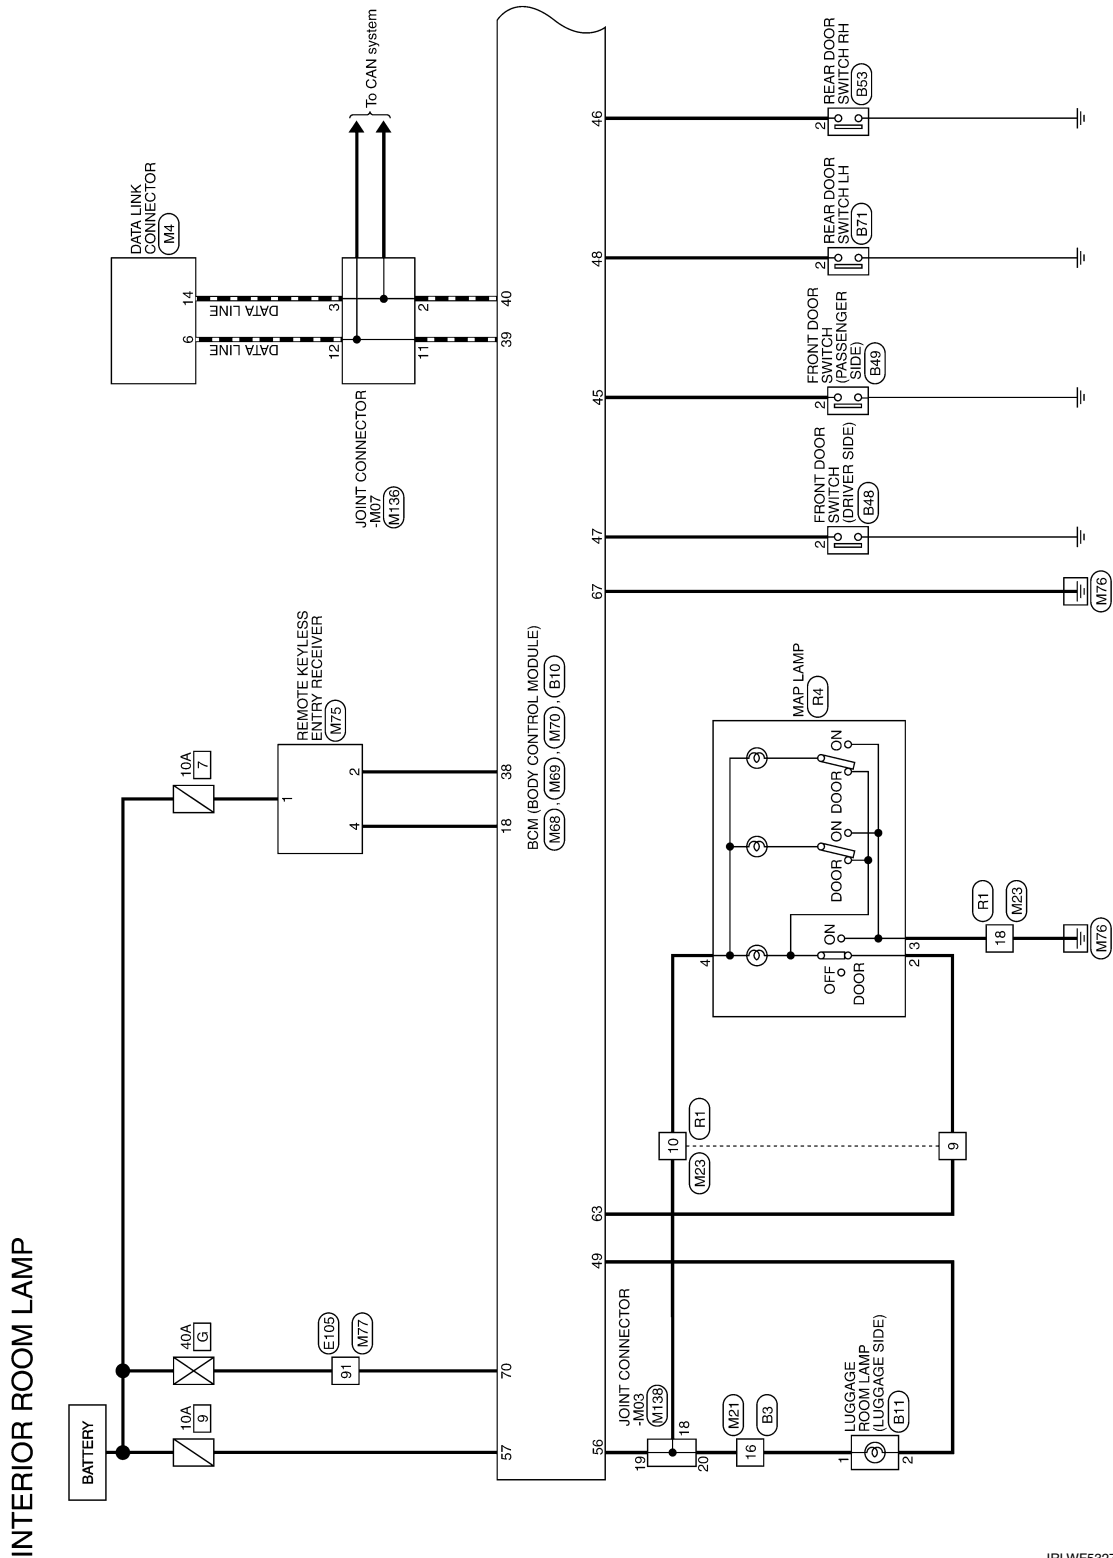 INTERIOR ROOM LAMP
BATTERY
10A
9
40A
G
E105
91
M77
57
70
10A
7
REMOTE KEYLESS
ENTRY RECEIVER
M75
1
4
2
18
38
BCM (BODY CONTROL MODULE)
M68 , M69 , M70 , B10
JOINT CONNECTOR
-M07
M136
DATA LINK
CONNECTOR
M4
6
14
DATA LINE
DATA LINE
12
3
11
2
39
40
To CAN system
56
49
63
67
47
45
48
46
JOINT CONNECTOR
-M03
M138
19
18
20
M21
16
B3
LUGGAGE
ROOM LAMP
(LUGGAGE SIDE)
B11
1
2
M23
10
R1
9
MAP LAMP
R4
4
OFF
ON
DOOR
DOOR
ON
DOOR
ON
2
3
R1
18
M23
M76
M76
FRONT DOOR
SWITCH
(DRIVER SIDE)
B48
2
FRONT DOOR
SWITCH
(PASSENGER
SIDE)
B49
2
REAR DOOR
SWITCH LH
B71
2
REAR DOOR
SWITCH RH
B53
2